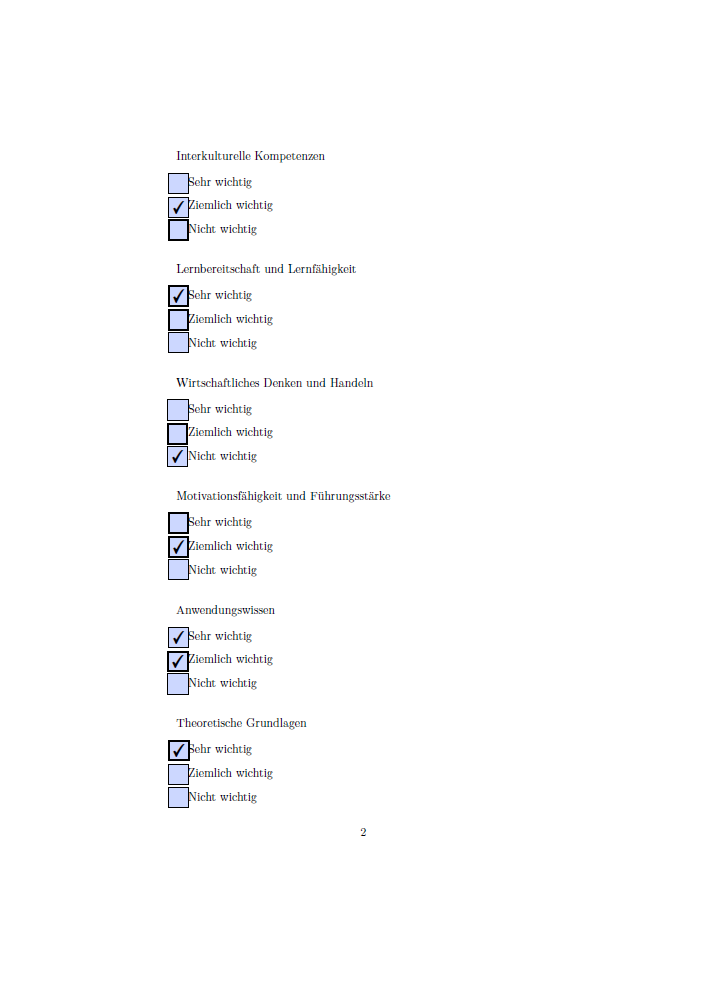 Interkulturelle Kompetenzen
Sehr wichtig
✓ Ziemlich wichtig
Nicht wichtig
Lernbereitschaft und Lernfähigkeit
✓ Sehr wichtig
Ziemlich wichtig
Nicht wichtig
Wirtschaftliches Denken und Handeln
Sehr wichtig
Ziemlich wichtig
✓ Nicht wichtig
Motivationsfähigkeit und Führungsstärke
Sehr wichtig
✓ Ziemlich wichtig
Nicht wichtig
Anwendungswissen
✓ Sehr wichtig
✓ Ziemlich wichtig
Nicht wichtig
Theoretische Grundlagen
✓ Sehr wichtig
Ziemlich wichtig
Nicht wichtig
2